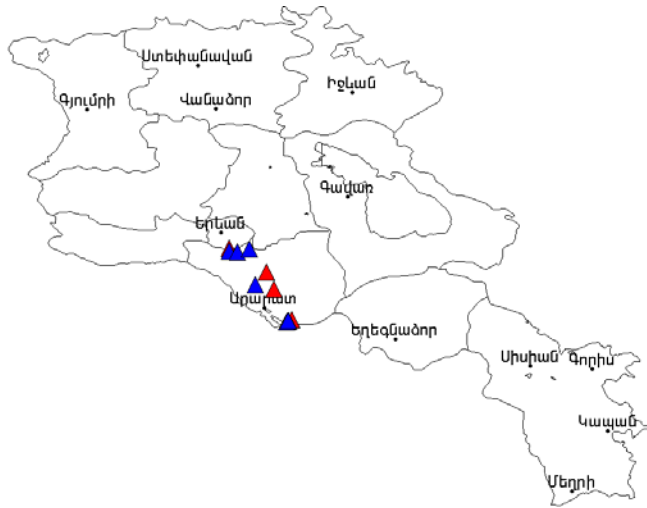 Ստեփանավան
Իջևան
Գյումրի
Վանաձոր
Գավառ
Երևան
Արարատ
Եղեգնաձոր
Սիսիան
Գորիս
Կապան
Մեղրի